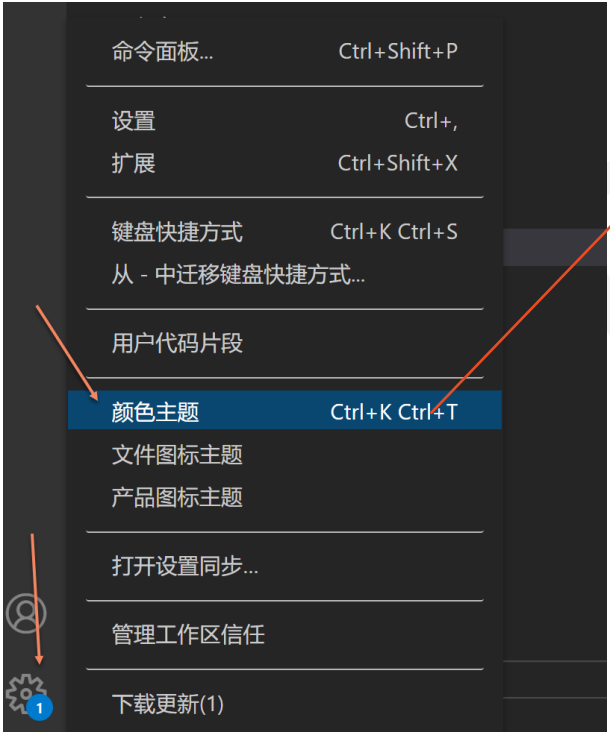 命令面板... Ctrl+Shift+P
设置 Ctrl+,
扩展 Ctrl+Shift+X
键盘快捷方式 Ctrl+K Ctrl+S
从 - 中迁移键盘快捷方式...
用户代码片段
颜色主题 Ctrl+K Ctrl+T
文件图标主题
产品图标主题
打开设置同步...
管理工作区信任
1
下载更新(1)